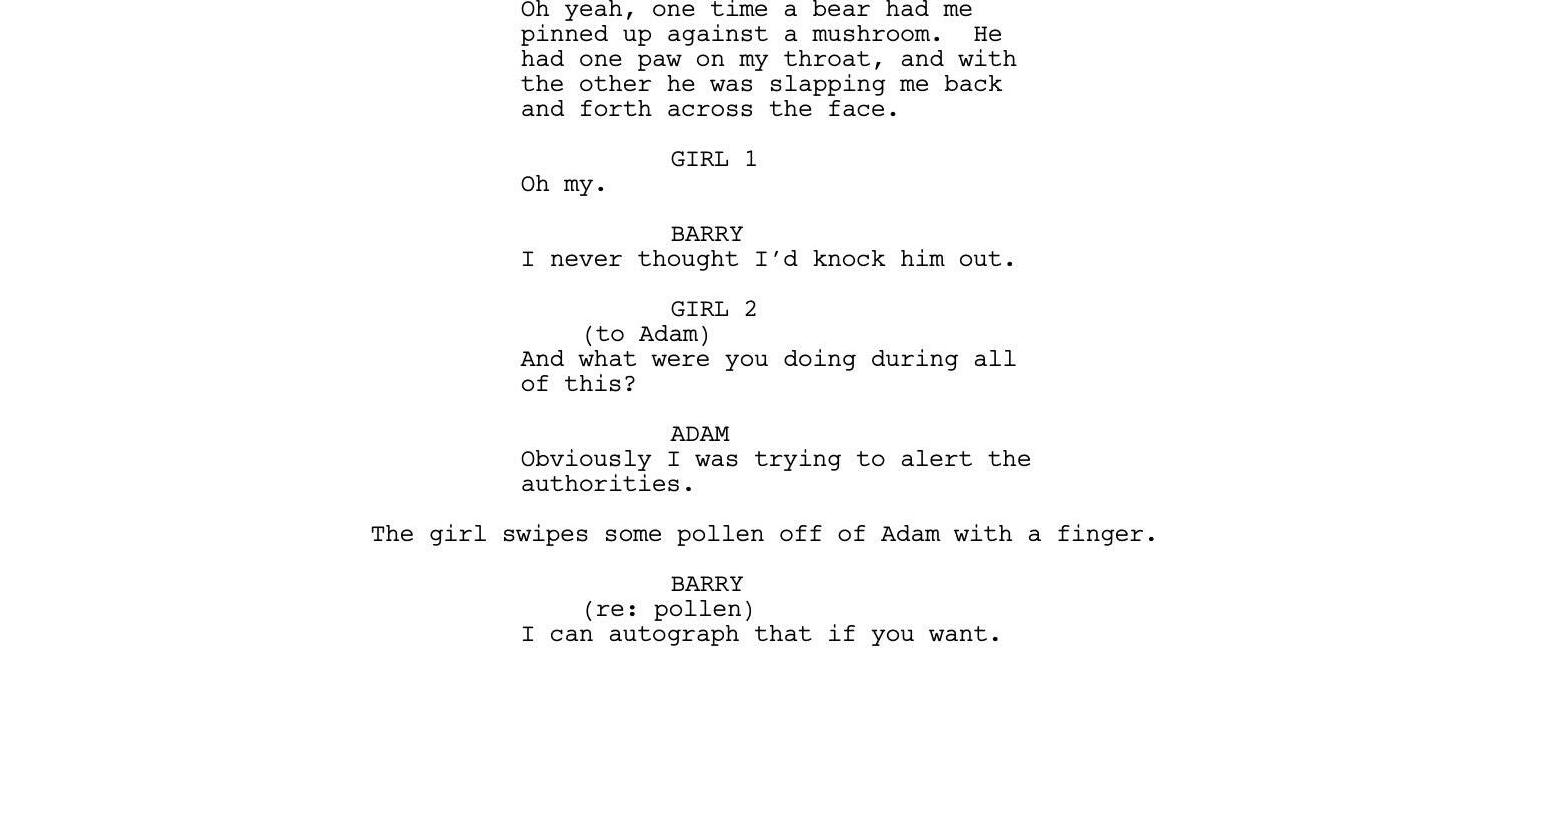 Oh yeah, one time a bear had me
pinned up against a mushroom.  He
had one paw on my throat, and with
the other he was slapping me back
and forth across the face.
GIRL 1
Oh my.
BARRY
I never thought I’d knock him out.
GIRL 2
(to Adam)
And what were you doing during all
of this?
ADAM
Obviously I was trying to alert the
authorities.
The girl swipes some pollen off of Adam with a finger.
BARRY
(re: pollen)
I can autograph that if you want.